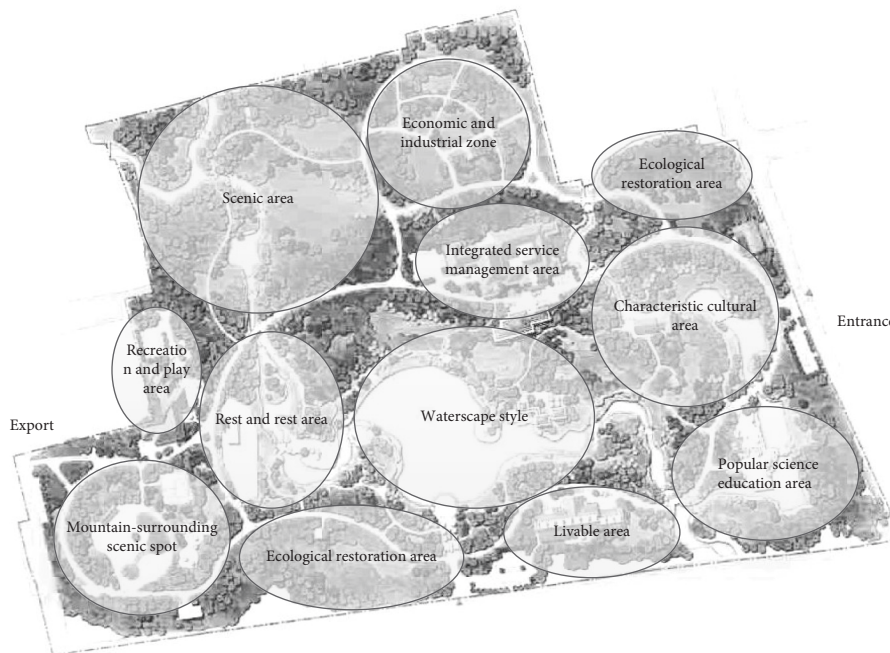 Economic and
industrial zone
Ecological
restoration area
Scenic area
Integrated service
management area
Characteristic cultural
area
Entrance
Recreatio
n and play
area
Rest and rest area
Waterscape style
Export
Popular science
education area
Mountain-surrounding
scenic spot
Ecological restoration area
Livable area